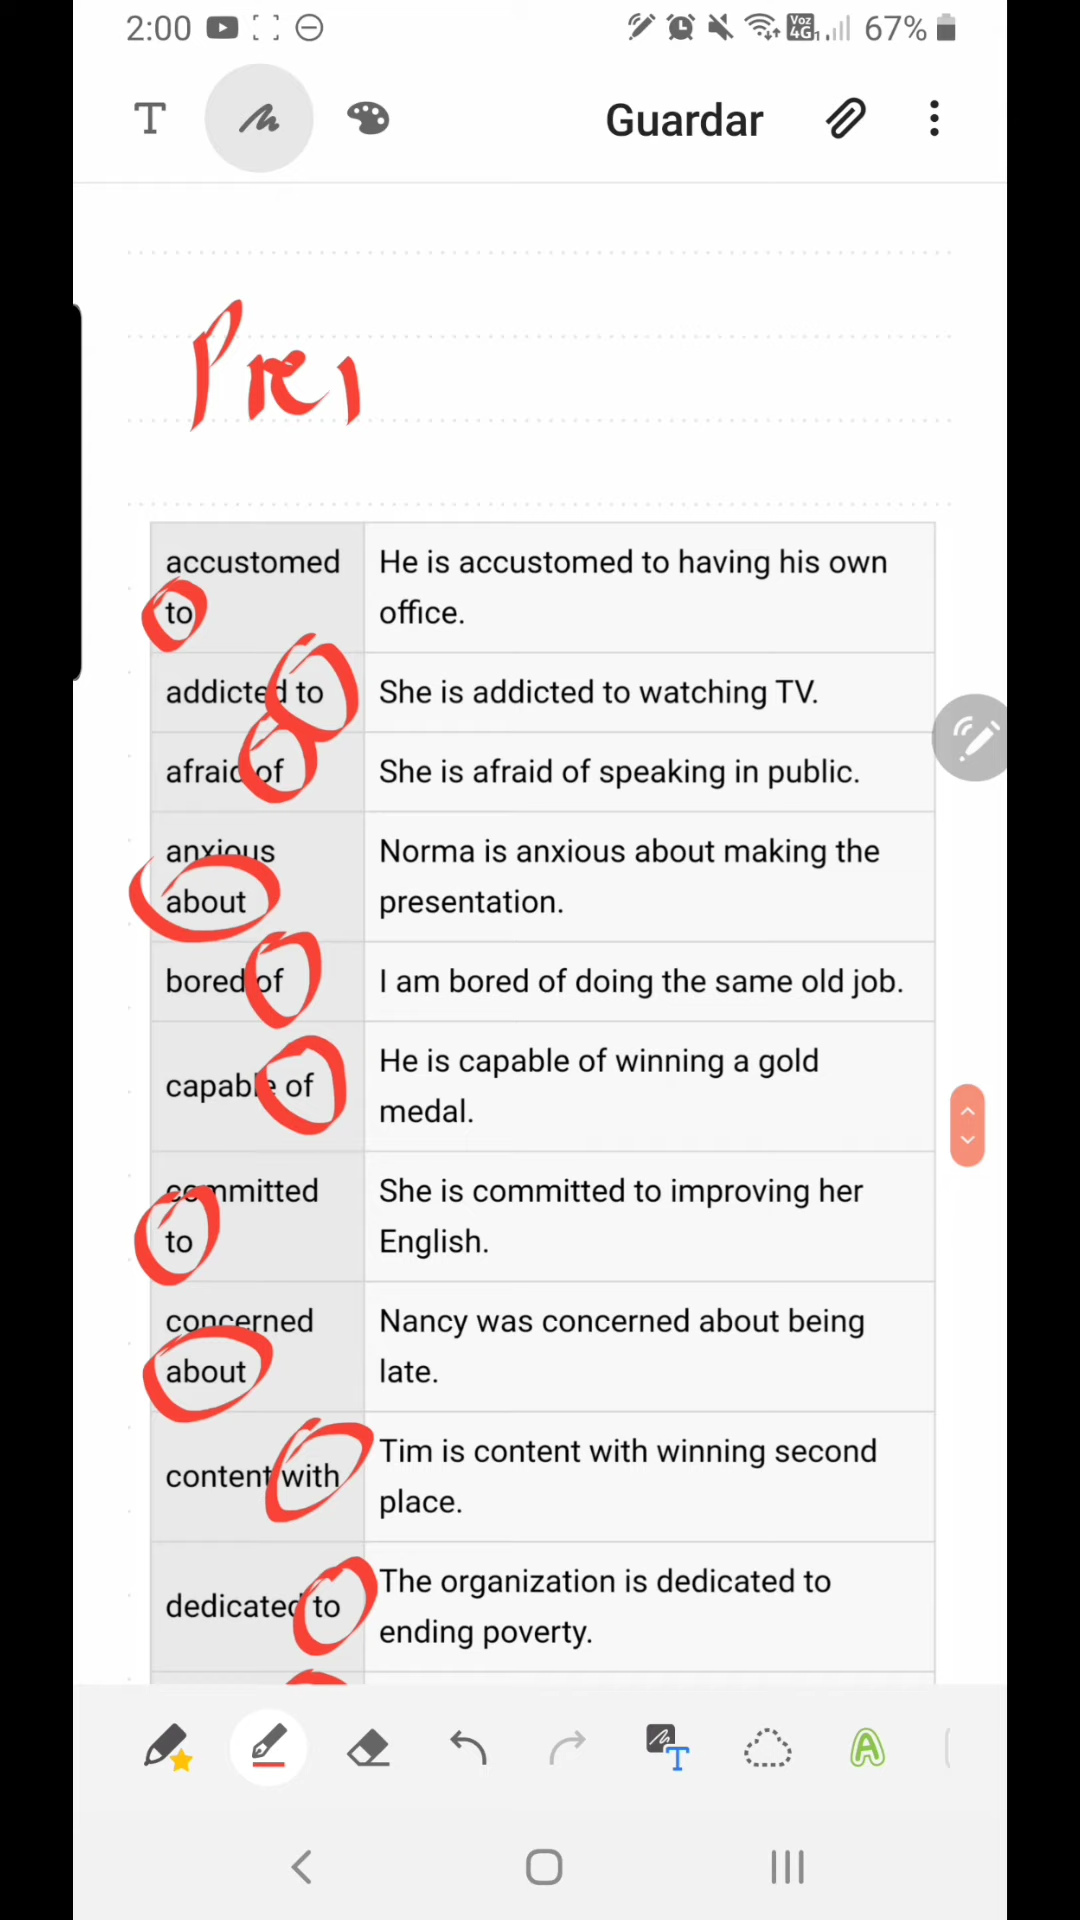 2:00
Voz 4G 1 67%
T Guardar
Pre
accustomed to
He is accustomed to having his own
office.
addicted to
She is addicted to watching TV.
afraid of
She is afraid of speaking in public.
anxious
about
Norma is anxious about making the
presentation.
bored of
I am bored of doing the same old job.
capable of
He is capable of winning a gold
medal.
committed
to
She is committed to improving her
English.
concerned
about
Nancy was concerned about being
late.
content with
Tim is content with winning second
place.
dedicated to
The organization is dedicated to
ending poverty.
T A